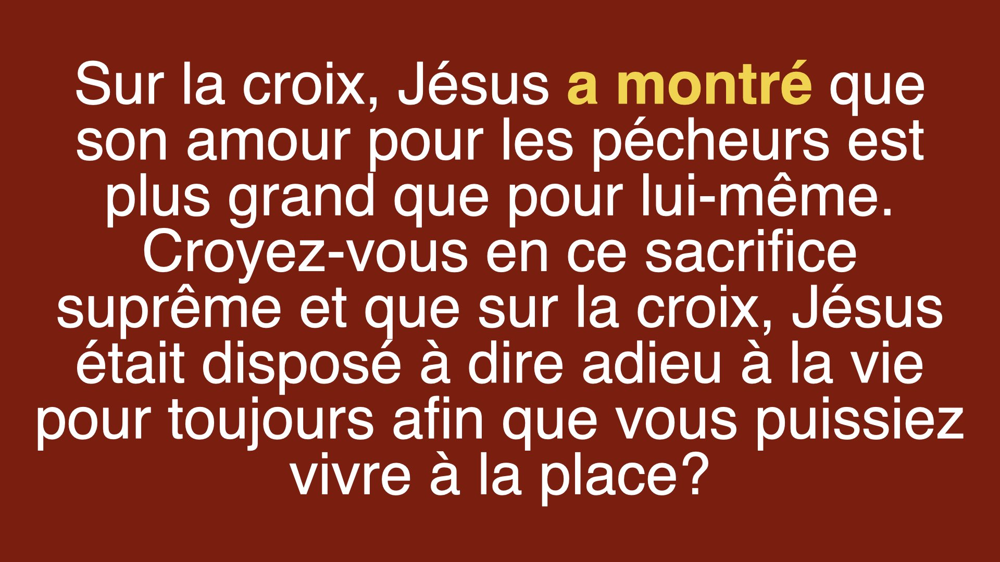 Sur la croix, Jésus a montré que
son amour pour les pécheurs est
plus grand que pour lui-même.
Croyez-vous en ce sacrifice
suprême et que sur la croix, Jésus
était disposé à dire adieu à la vie
pour toujours afin que vous puissiez
vivre à la place?